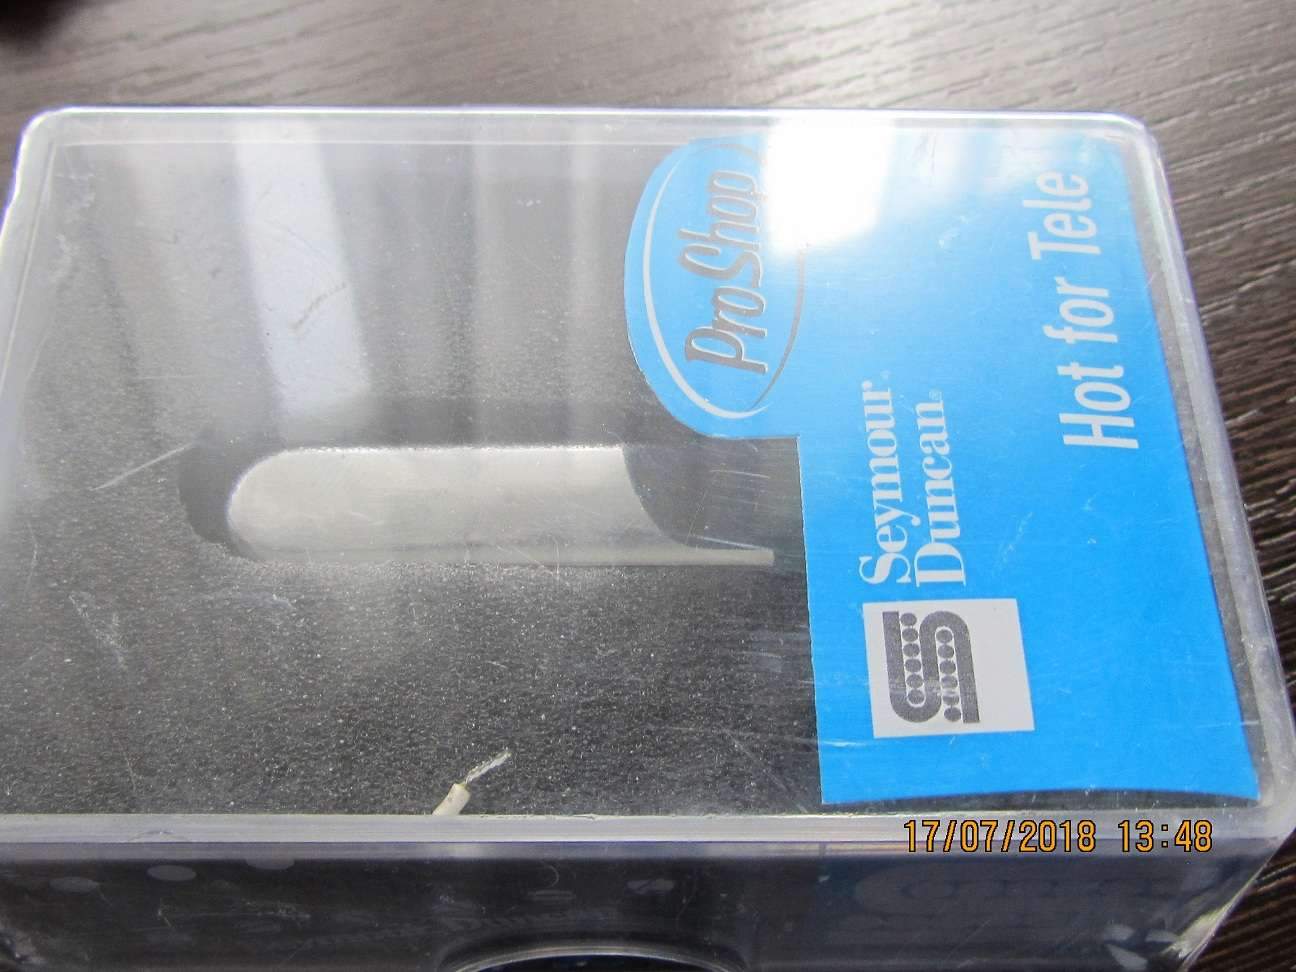 ProShop
Seymour
Duncan®
Hot for Tele
17/07/2018 13:48